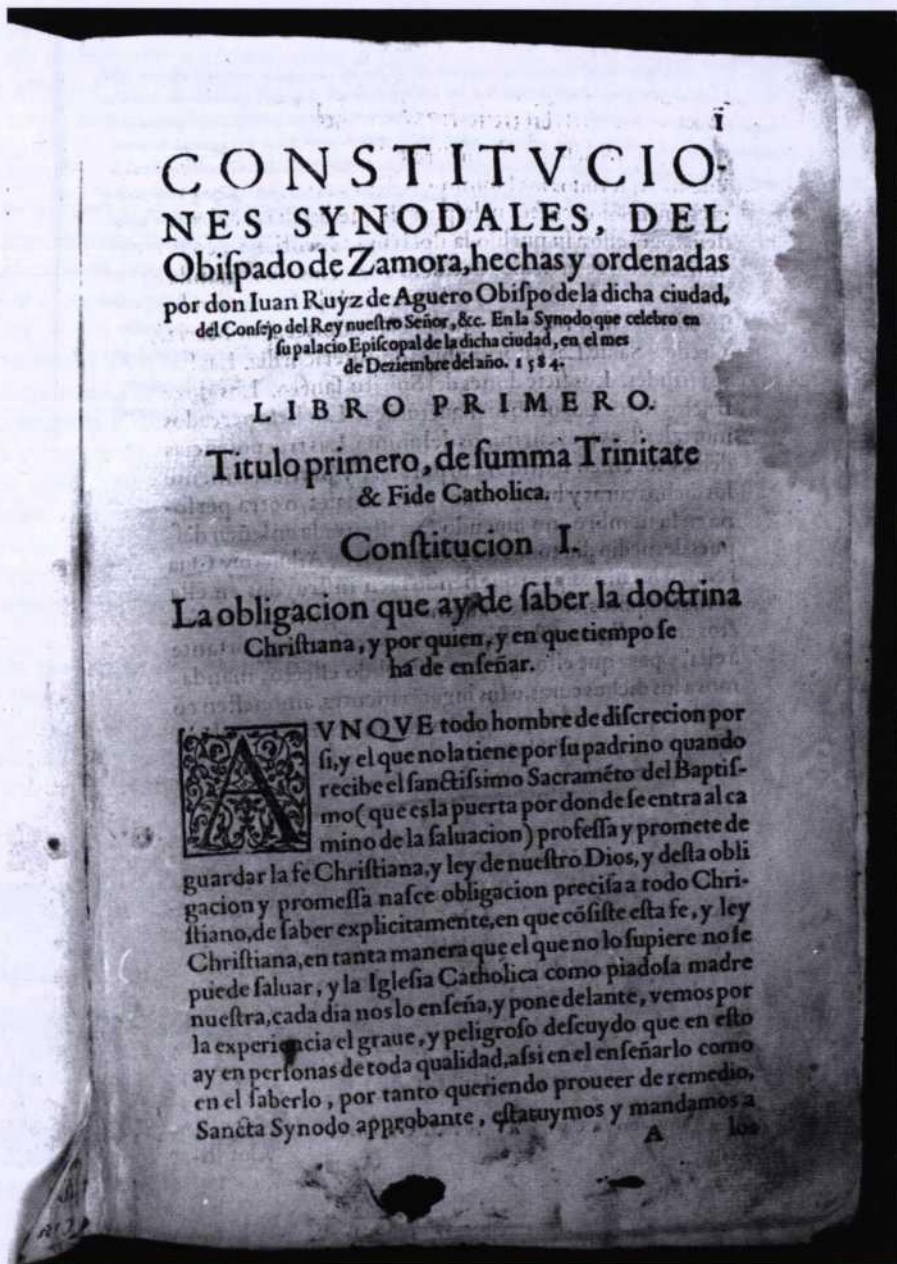 i
CONSTITVCIO-
NES SYNODALES, DEL
Obiſpado de Zamora, hechas y ordenadas
por don Iuan Ruyz de Aguero Obiſpo de la dicha ciudad,
del Conſejo del Rey nueſtro Señor, &c. En la Synodo que celebro en
ſu palacio Epiſcopal de la dicha ciudad, en el mes
de Deziembre del año. 1584.
LIBRO PRIMERO.
Titulo primero, de ſumma Trinitate
& Fide Catholica.
Conſtitucion I.
La obligacion que ay de ſaber la doctrina
Chriſtiana, y por quien, y en que tiempo ſe
ha de enſeñar.
AVNQVE todo hombre de diſcrecion por
ſi, y el que no la tiene por ſu padrino quando
recibe el ſanctiſsimo Sacraméto del Baptiſ-
mo (que es la puerta por donde ſe entra al ca
mino de la ſaluacion) profeſſa y promete de
guardar la fe Chriſtiana, y ley de nueſtro Dios, y deſta obli
gacion y promeſſa naſce obligacion preciſa a todo Chri-
ſtiano, de ſaber explicitamente, en que cõſiſte eſta fe, y ley
Chriſtiana, en tanta manera que el que no lo ſupiere no ſe
puede ſaluar, y la Igleſia Catholica como piadoſa madre
nueſtra, cada dia nos lo enſeña, y pone delante, vemos por
la experiencia el graue, y peligroſo deſcuydo que en eſto
ay en perſonas de toda qualidad, aſsi en el enſeñarlo como
en el ſaberlo, por tanto queriendo proueer de remedio,
Sancta Synodo approbante, eſtatuymos y mandamos a
A los